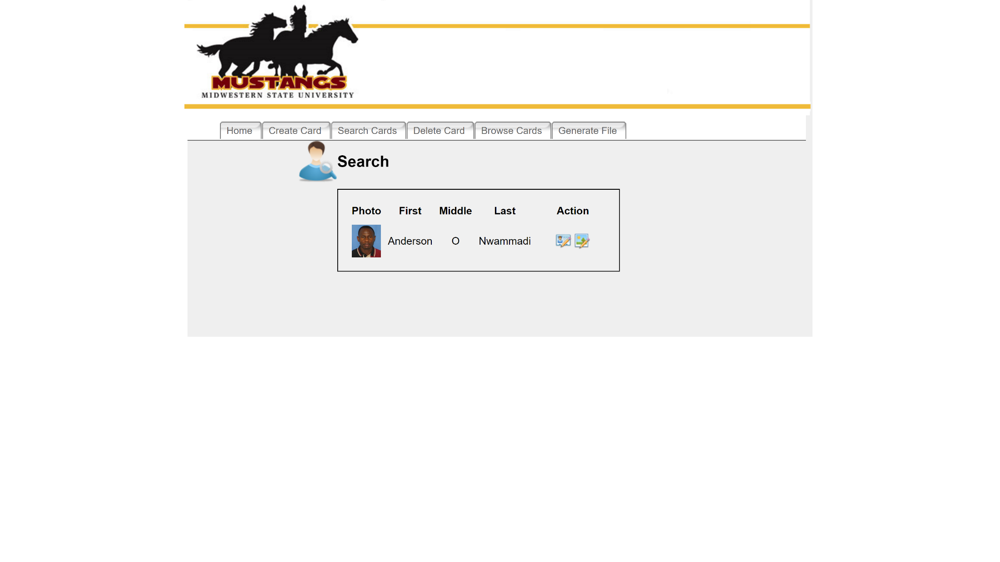 MUSTANGS
MIDWESTERN STATE UNIVERSITY
Home Create Card Search Cards Delete Card Browse Cards Generate File
Search
Photo First Middle Last Action
Anderson O Nwammadi